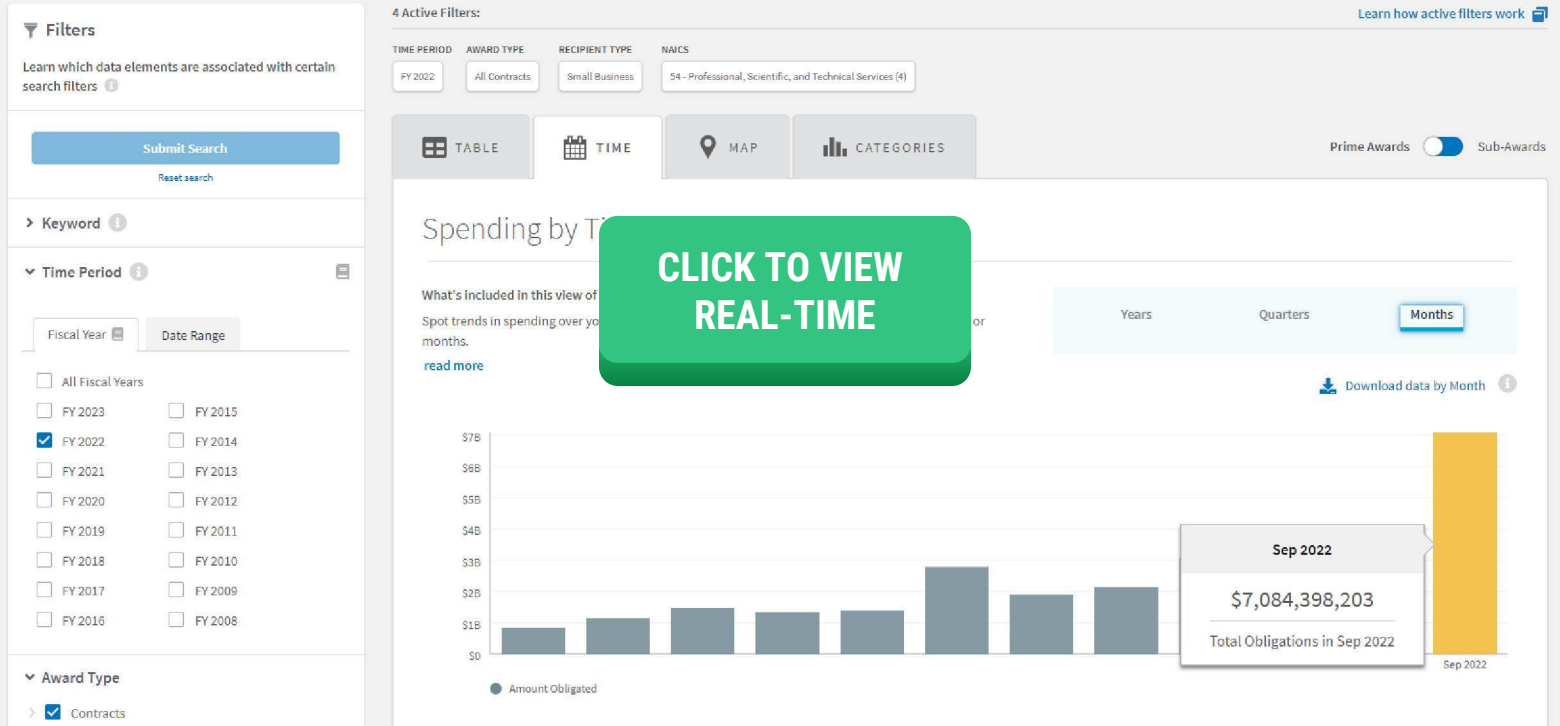 Filters
Learn which data elements are associated with certain
search filters
Submit Search
Reset search
Keyword
Time Period
Fiscal Year
Date Range
All Fiscal Years
FY 2023
FY 2015
FY 2022
FY 2014
FY 2021
FY 2013
FY 2020
FY 2012
FY 2019
FY 2011
FY 2018
FY 2010
FY 2017
FY 2009
FY 2016
FY 2008
Award Type
Contracts
4 Active Filters:
Learn how active filters work
TIME PERIOD
AWARD TYPE
RECIPIENT TYPE
NAICS
FY 2022
All Contracts
Small Business
54 - Professional, Scientific, and Technical Services (4)
TABLE
TIME
MAP
CATEGORIES
Prime Awards
Sub-Awards
Spending by
CLICK TO VIEW
REAL-TIME
What's included in this view of
Spot trends in spending over
or
months.
read more
Years
Quarters
Months
Download data by Month
$7B
$6B
$5B
$4B
$3B
$2B
$1B
$0
Sep 2022
$7,084,398,203
Total Obligations in Sep 2022
Sep 2022
Amount Obligated